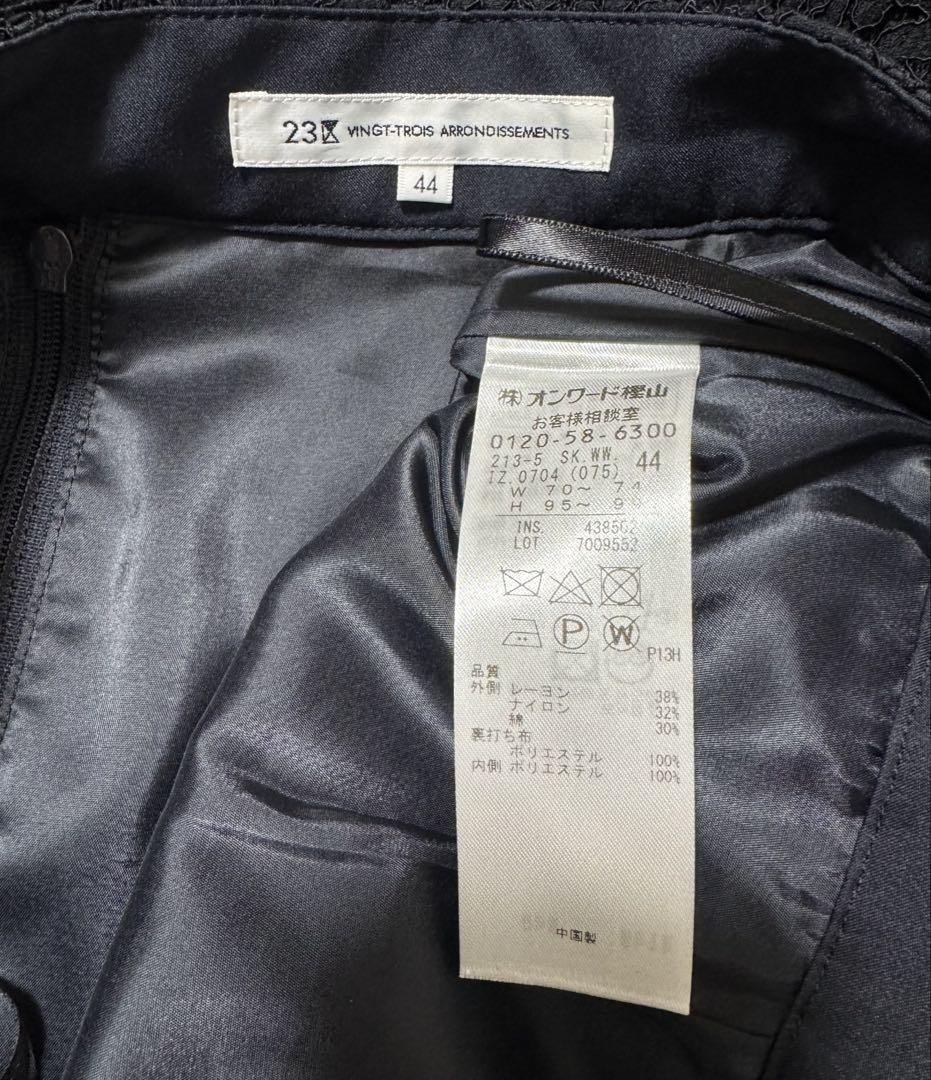 23区 VINGT-TROIS ARRONDISSEMENTS
44
㈱オンワード樫山
お客様相談室
0120-58-6300
213-5 SK.WW. 44
IZ.0704 (075)
W 70～ 74
H 95～
INS. 438502
LOT 7009552
P W
P13H
品質
外側 レーヨン 38%
ナイロン 32%
綿 30%
裏打ち布
ポリエステル 100%
内側 ポリエステル 100%
中国製